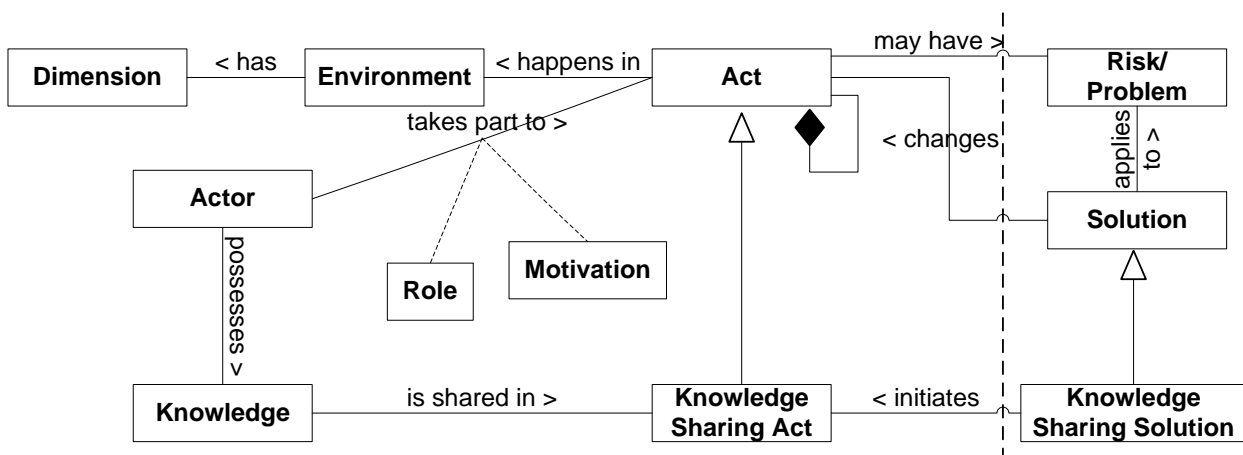 may have >
Dimension
< has
Environment
< happens in
Act
Risk/
Problem
takes part to >
< changes
applies
to >
Actor
Solution
possesses >
Role
Motivation
Knowledge
is shared in >
Knowledge
Sharing Act
< initiates
Knowledge
Sharing Solution